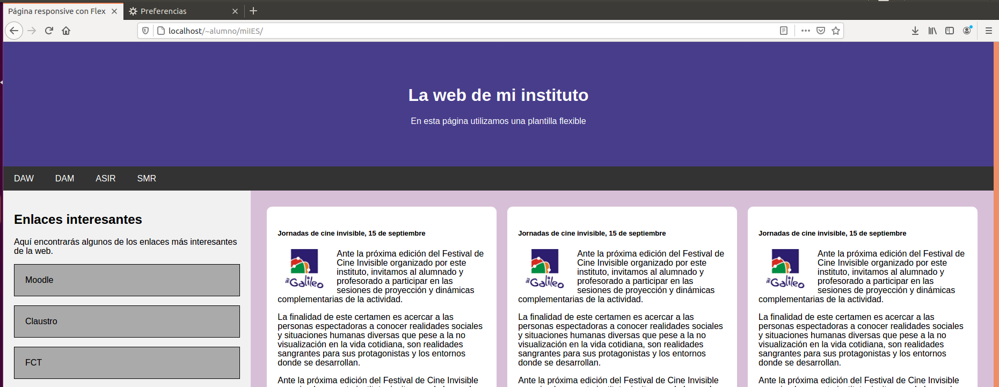 Página responsive con Flex
Preferencias
localhost/~alumno/miIES/
La web de mi instituto
En esta página utilizamos una plantilla flexible
DAW DAM ASIR SMR
Enlaces interesantes
Aquí encontrarás algunos de los enlaces más interesantes
de la web.
Moodle
Claustro
FCT
Jornadas de cine invisible, 15 de septiembre
Galileo
Ante la próxima edición del Festival de
Cine Invisible organizado por este
instituto, invitamos al alumnado y
profesorado a participar en las
sesiones de proyección y dinámicas
complementarias de la actividad.
La finalidad de este certamen es acercar a las
personas espectadoras a conocer realidades sociales
y situaciones humanas diversas que pese a la no
visualización en la vida cotidiana, son realidades
sangrantes para sus protagonistas y los entornos
donde se desarrollan.
Ante la próxima edición del Festival de Cine Invisible
Jornadas de cine invisible, 15 de septiembre
Galileo
Ante la próxima edición del Festival de
Cine Invisible organizado por este
instituto, invitamos al alumnado y
profesorado a participar en las
sesiones de proyección y dinámicas
complementarias de la actividad.
La finalidad de este certamen es acercar a las
personas espectadoras a conocer realidades sociales
y situaciones humanas diversas que pese a la no
visualización en la vida cotidiana, son realidades
sangrantes para sus protagonistas y los entornos
donde se desarrollan.
Ante la próxima edición del Festival de Cine Invisible
Jornadas de cine invisible, 15 de septiembre
Galileo
Ante la próxima edición del Festival de
Cine Invisible organizado por este
instituto, invitamos al alumnado y
profesorado a participar en las
sesiones de proyección y dinámicas
complementarias de la actividad.
La finalidad de este certamen es acercar a las
personas espectadoras a conocer realidades sociales
y situaciones humanas diversas que pese a la no
visualización en la vida cotidiana, son realidades
sangrantes para sus protagonistas y los entornos
donde se desarrollan.
Ante la próxima edición del Festival de Cine Invisible